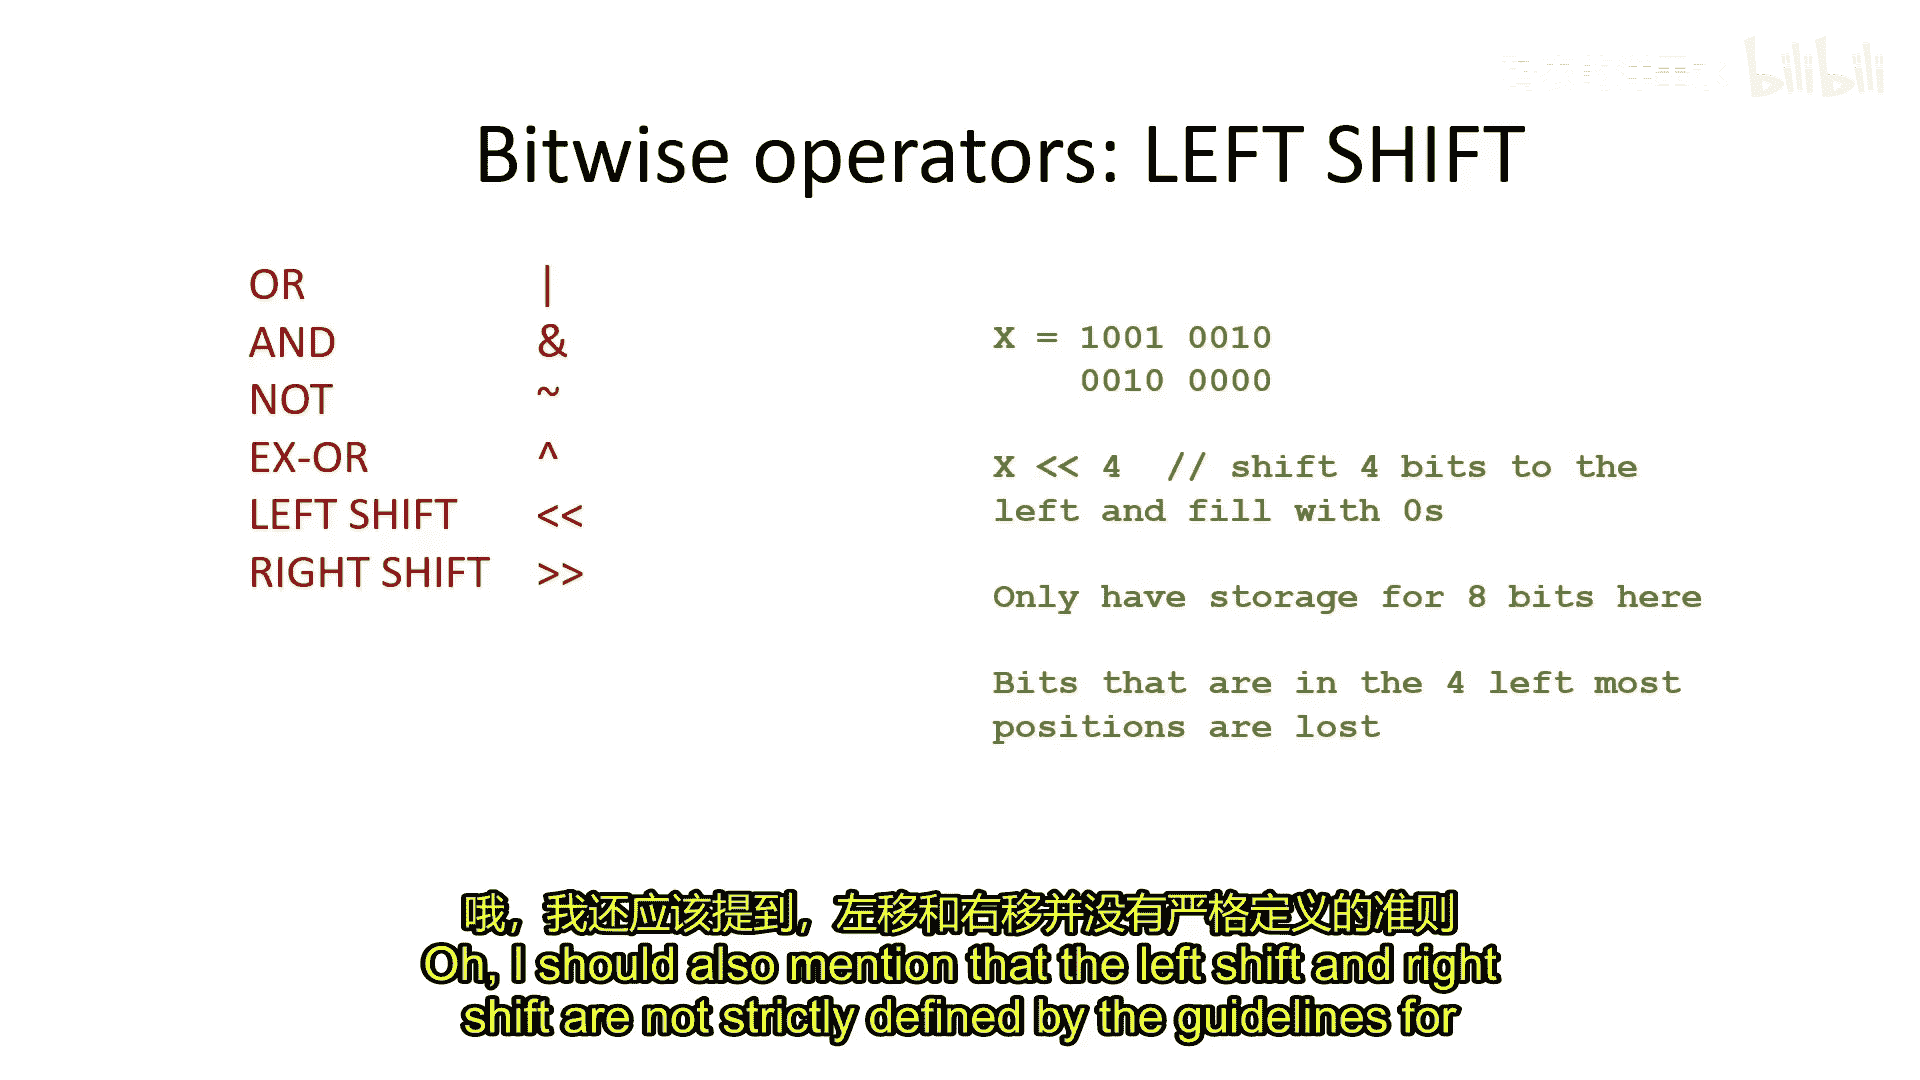 bilibili
Bitwise operators: LEFT SHIFT
OR |
AND &
NOT ~
EX-OR ^
LEFT SHIFT <<
RIGHT SHIFT >>
X = 1001 0010
0010 0000
X << 4 // shift 4 bits to the
left and fill with 0s
Only have storage for 8 bits here
Bits that are in the 4 left most
positions are lost
哦，我还应该提到，左移和右移并没有严格定义的准则
Oh, I should also mention that the left shift and right
shift are not strictly defined by the guidelines for